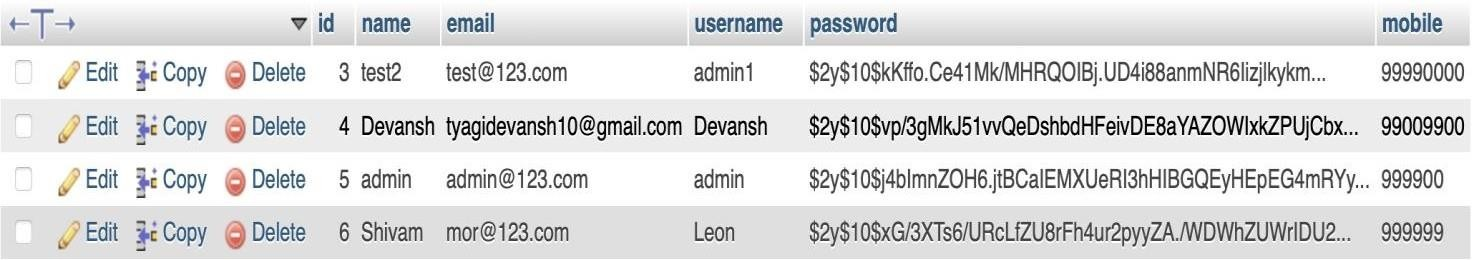 id name email username password mobile
Edit Copy Delete 3 test2 test@123.com admin1 $2y$10$kKffo.Ce41Mk/MHRQOlBj.UD4i88anmNR6lizjlkykm... 99990000
Edit Copy Delete 4 Devansh tyagidevansh10@gmail.com Devansh $2y$10$vp/3gMkJ51vvQeDshbdHFeivDE8aYAZOWlxkZPUjCbx... 99009900
Edit Copy Delete 5 admin admin@123.com admin $2y$10$j4bImnZOH6.jtBCalEMXUeRI3hHIBGQEyHEpEG4mRYy... 999900
Edit Copy Delete 6 Shivam mor@123.com Leon $2y$10$xG/3XTs6/URcLfZU8rFh4ur2pyyZA./WDWhZUWrIDU2... 999999